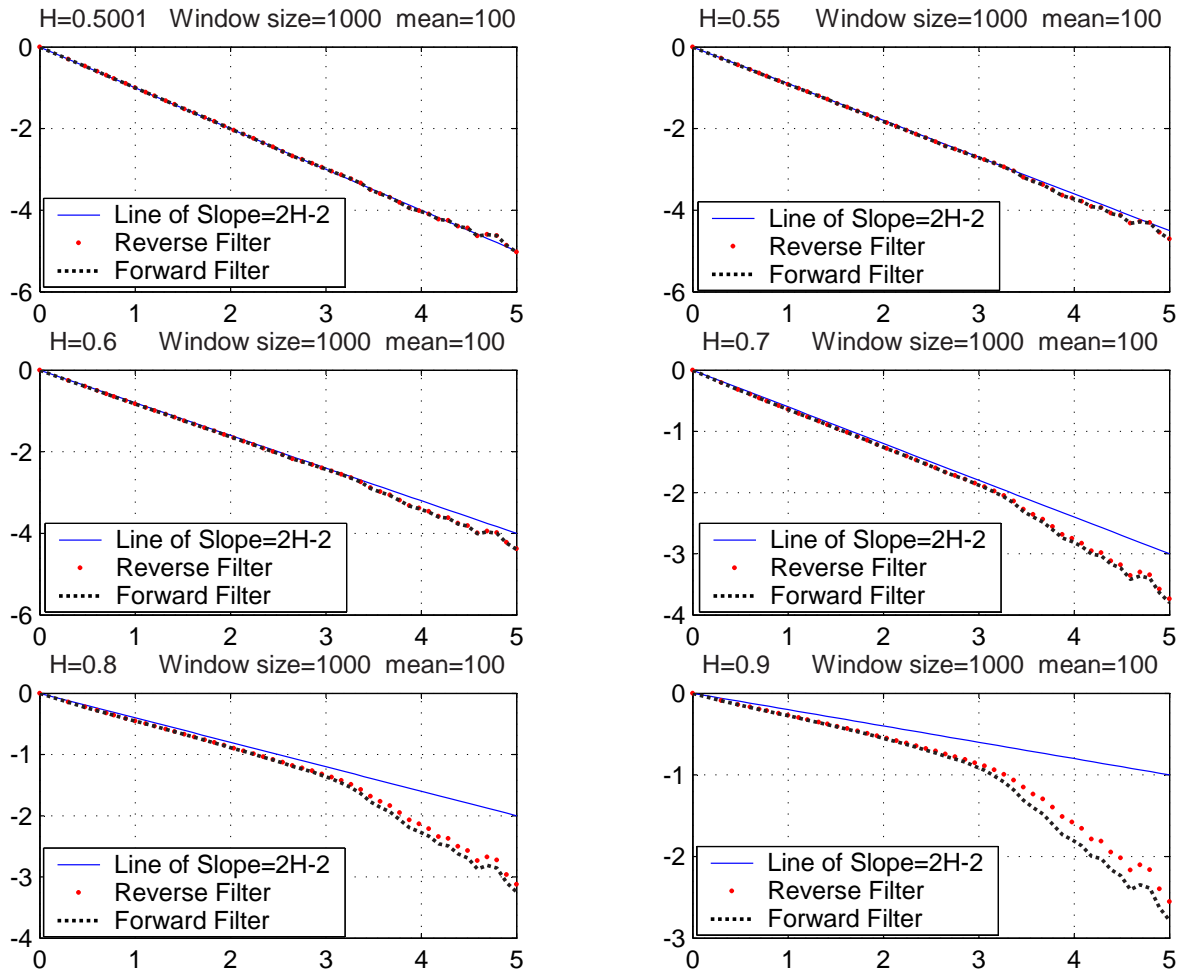 H=0.5001 Window size=1000 mean=100
0
-2
-4
-6
Line of Slope=2H-2
Reverse Filter
Forward Filter
0 1 2 3 4 5
H=0.55 Window size=1000 mean=100
0
-2
-4
-6
Line of Slope=2H-2
Reverse Filter
Forward Filter
0 1 2 3 4 5
H=0.6 Window size=1000 mean=100
0
-2
-4
-6
Line of Slope=2H-2
Reverse Filter
Forward Filter
0 1 2 3 4 5
H=0.7 Window size=1000 mean=100
0
-1
-2
-3
-4
Line of Slope=2H-2
Reverse Filter
Forward Filter
0 1 2 3 4 5
H=0.8 Window size=1000 mean=100
0
-1
-2
-3
-4
Line of Slope=2H-2
Reverse Filter
Forward Filter
0 1 2 3 4 5
H=0.9 Window size=1000 mean=100
0
-1
-2
-3
Line of Slope=2H-2
Reverse Filter
Forward Filter
0 1 2 3 4 5